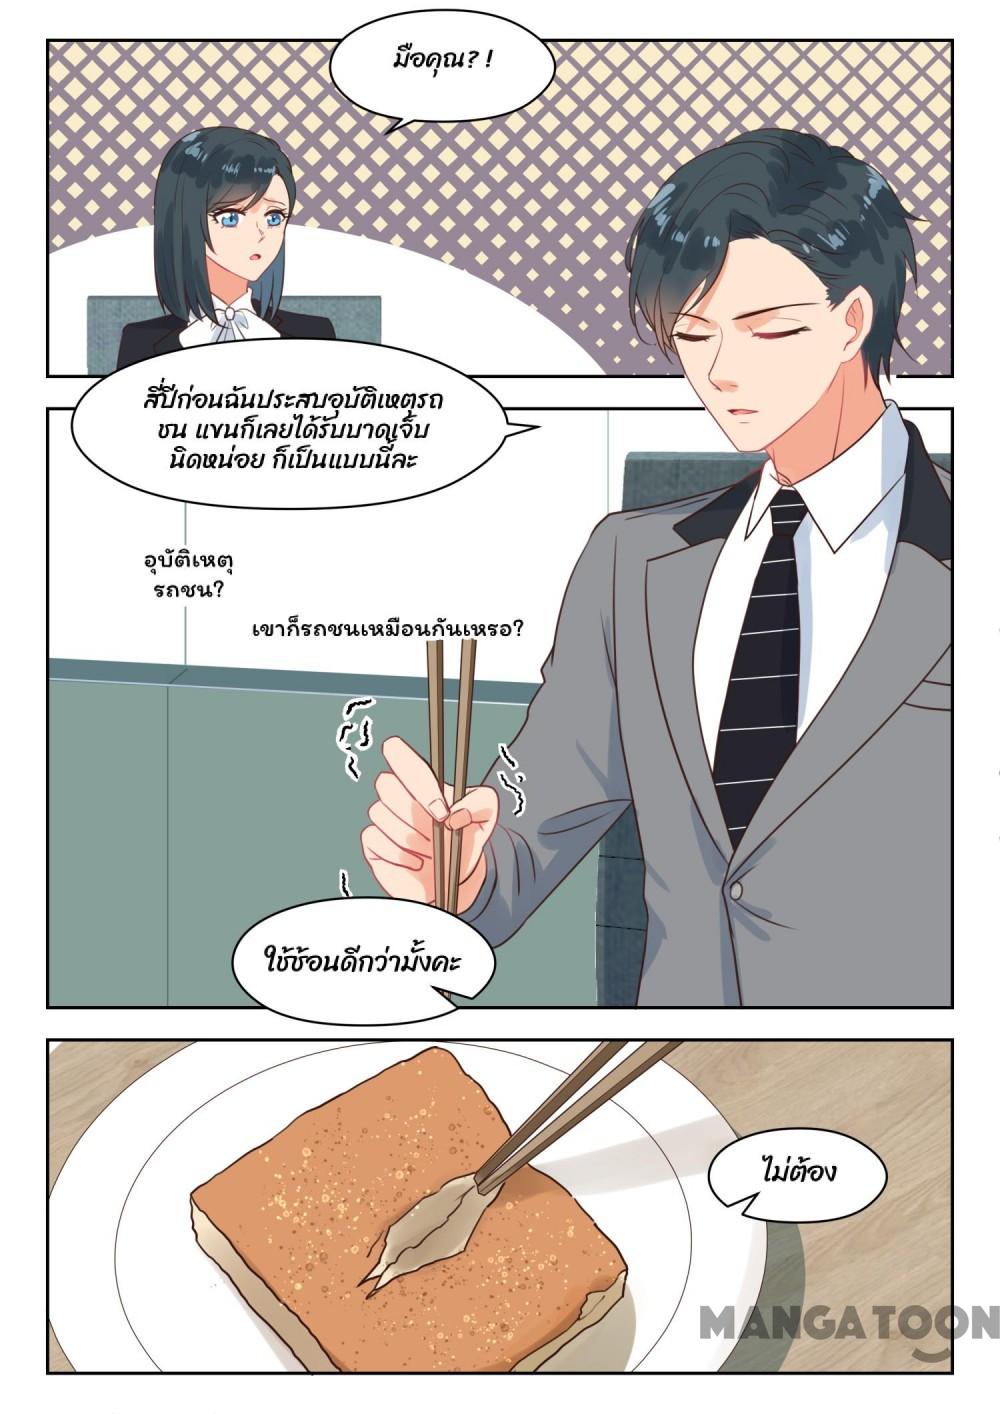 มือคุณ?!
สี่ปีก่อนฉันประสบอุบัติเหตุรถ
ชน แขนก็เลยได้รับบาดเจ็บ
นิดหน่อย ก็เป็นแบบนี้ละ
อุบัติเหตุ
รถชน?
เขาก็รถชนเหมือนกันเหรอ?
ใช้ช้อนดีกว่ามั้งคะ
ไม่ต้อง
MANGATOON